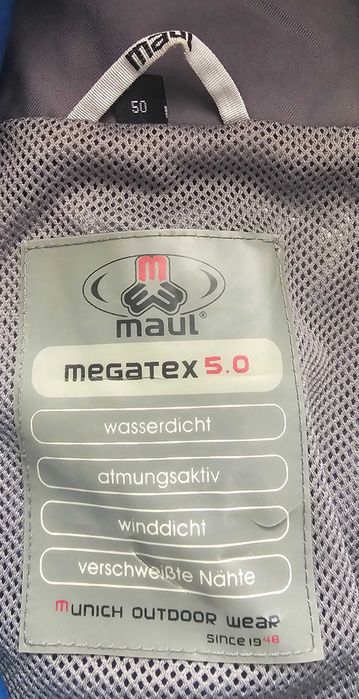 maul
50
maul®
megatex 5.0
wasserdicht
atmungsaktiv
winddicht
verschweißte Nähte
munich outdoor wear
since 1948